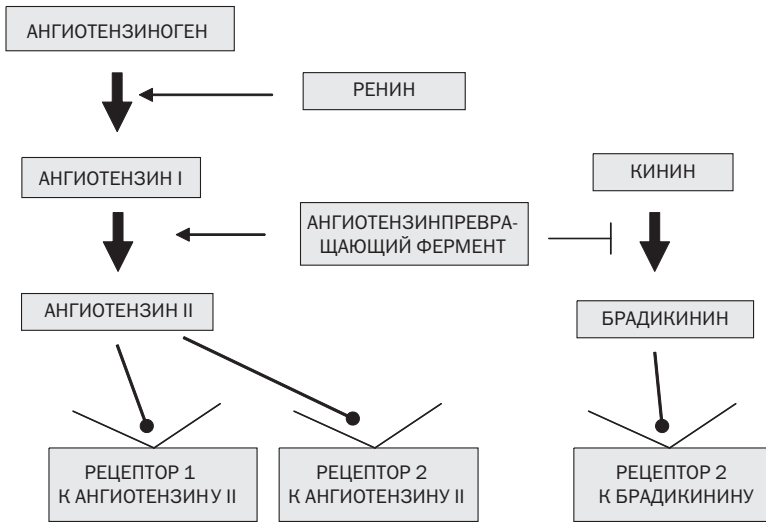 АНГИОТЕНЗИНОГЕН
РЕНИН
АНГИОТЕНЗИН I
КИНИН
АНГИОТЕНЗИНПРЕВРА-
ЩАЮЩИЙ ФЕРМЕНТ
АНГИОТЕНЗИН II
БРАДИКИНИН
РЕЦЕПТОР 1
К АНГИОТЕНЗИНУ II
РЕЦЕПТОР 2
К АНГИОТЕНЗИНУ II
РЕЦЕПТОР 2
К БРАДИКИНИНУ